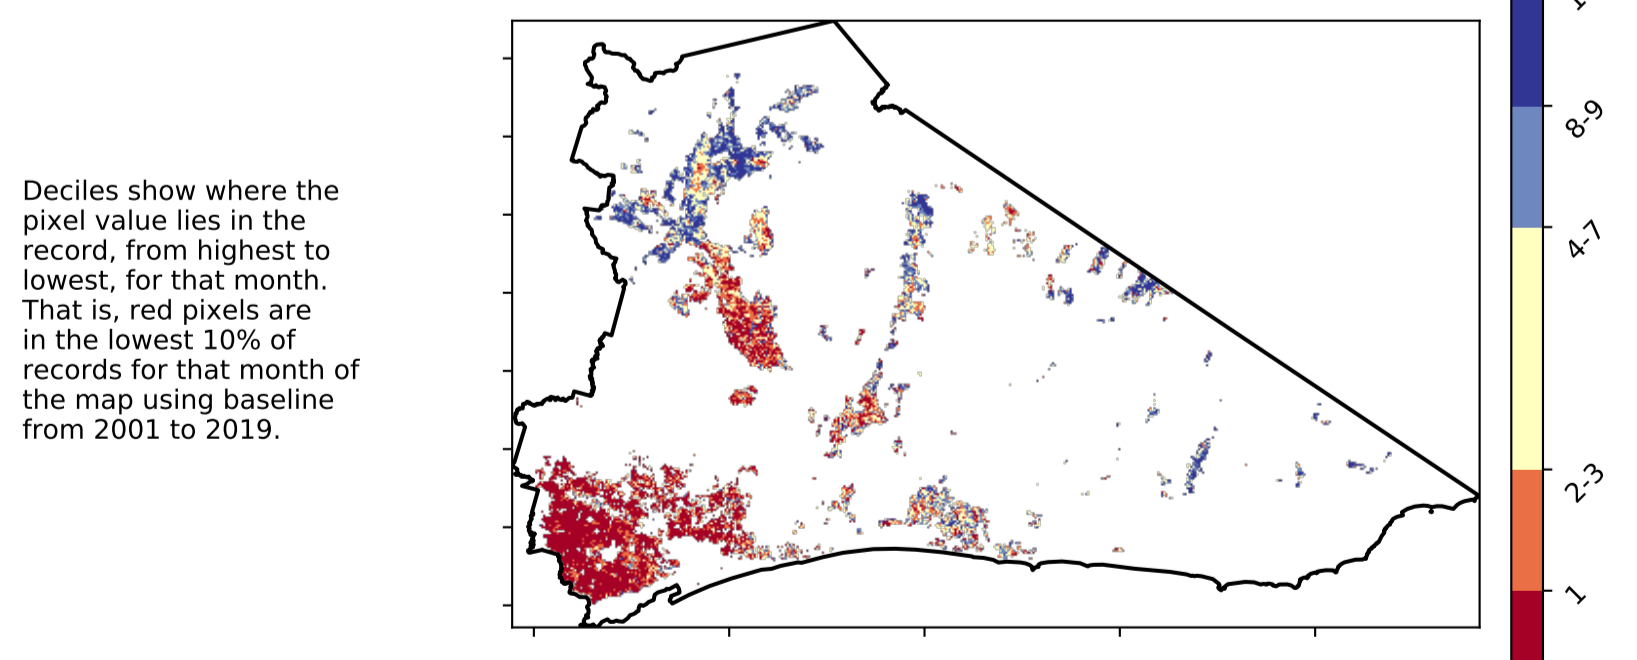 Deciles show where the
pixel value lies in the
record, from highest to
lowest, for that month.
That is, red pixels are
in the lowest 10% of
records for that month of
the map using baseline
from 2001 to 2019.
8-9
4-7
2-3
1